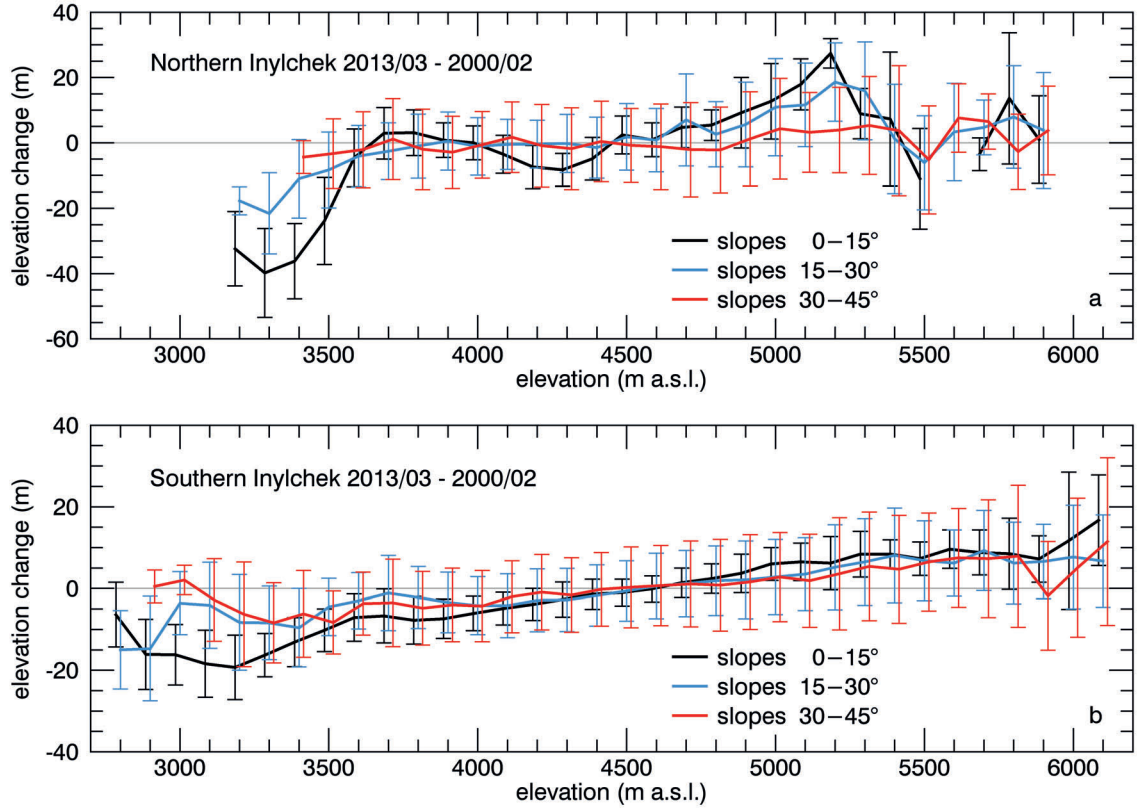 40
20
0
-20
-40
-60
elevation change (m)
Northern Inylchek 2013/03 - 2000/02
slopes 0–15°
slopes 15–30°
slopes 30–45°
a
3000 3500 4000 4500 5000 5500 6000
elevation (m a.s.l.)
40
20
0
-20
-40
elevation change (m)
Southern Inylchek 2013/03 - 2000/02
slopes 0–15°
slopes 15–30°
slopes 30–45°
b
3000 3500 4000 4500 5000 5500 6000
elevation (m a.s.l.)